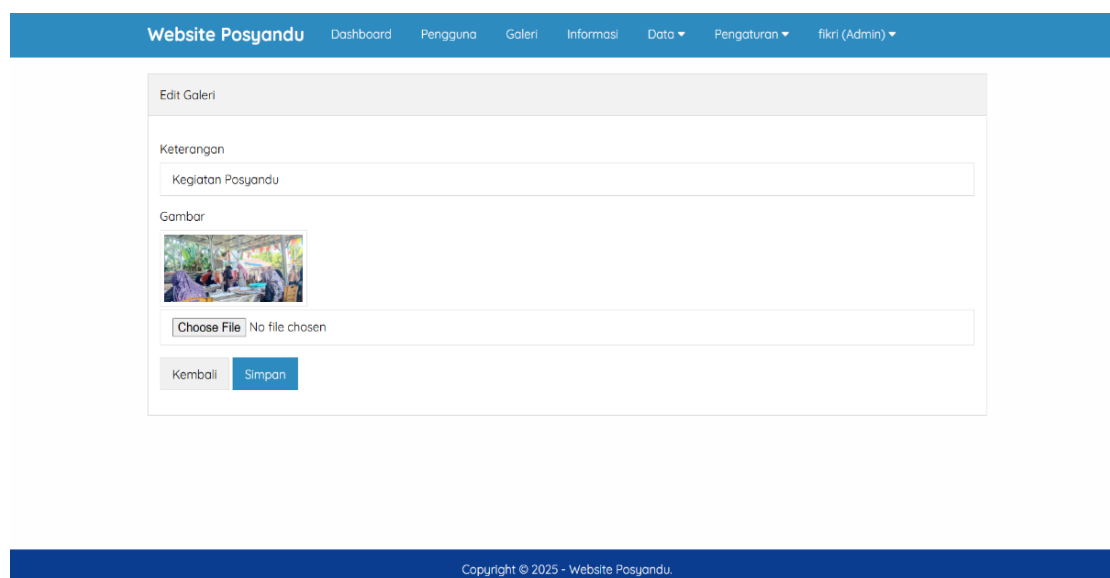 Website Posyandu Dashboard Pengguna Galeri Informasi Data Pengaturan fikri (Admin)
Edit Galeri
Keterangan
Kegiatan Posyandu
Gambar
Choose File No file chosen
Kembali Simpan
Copyright © 2025 - Website Posyandu.